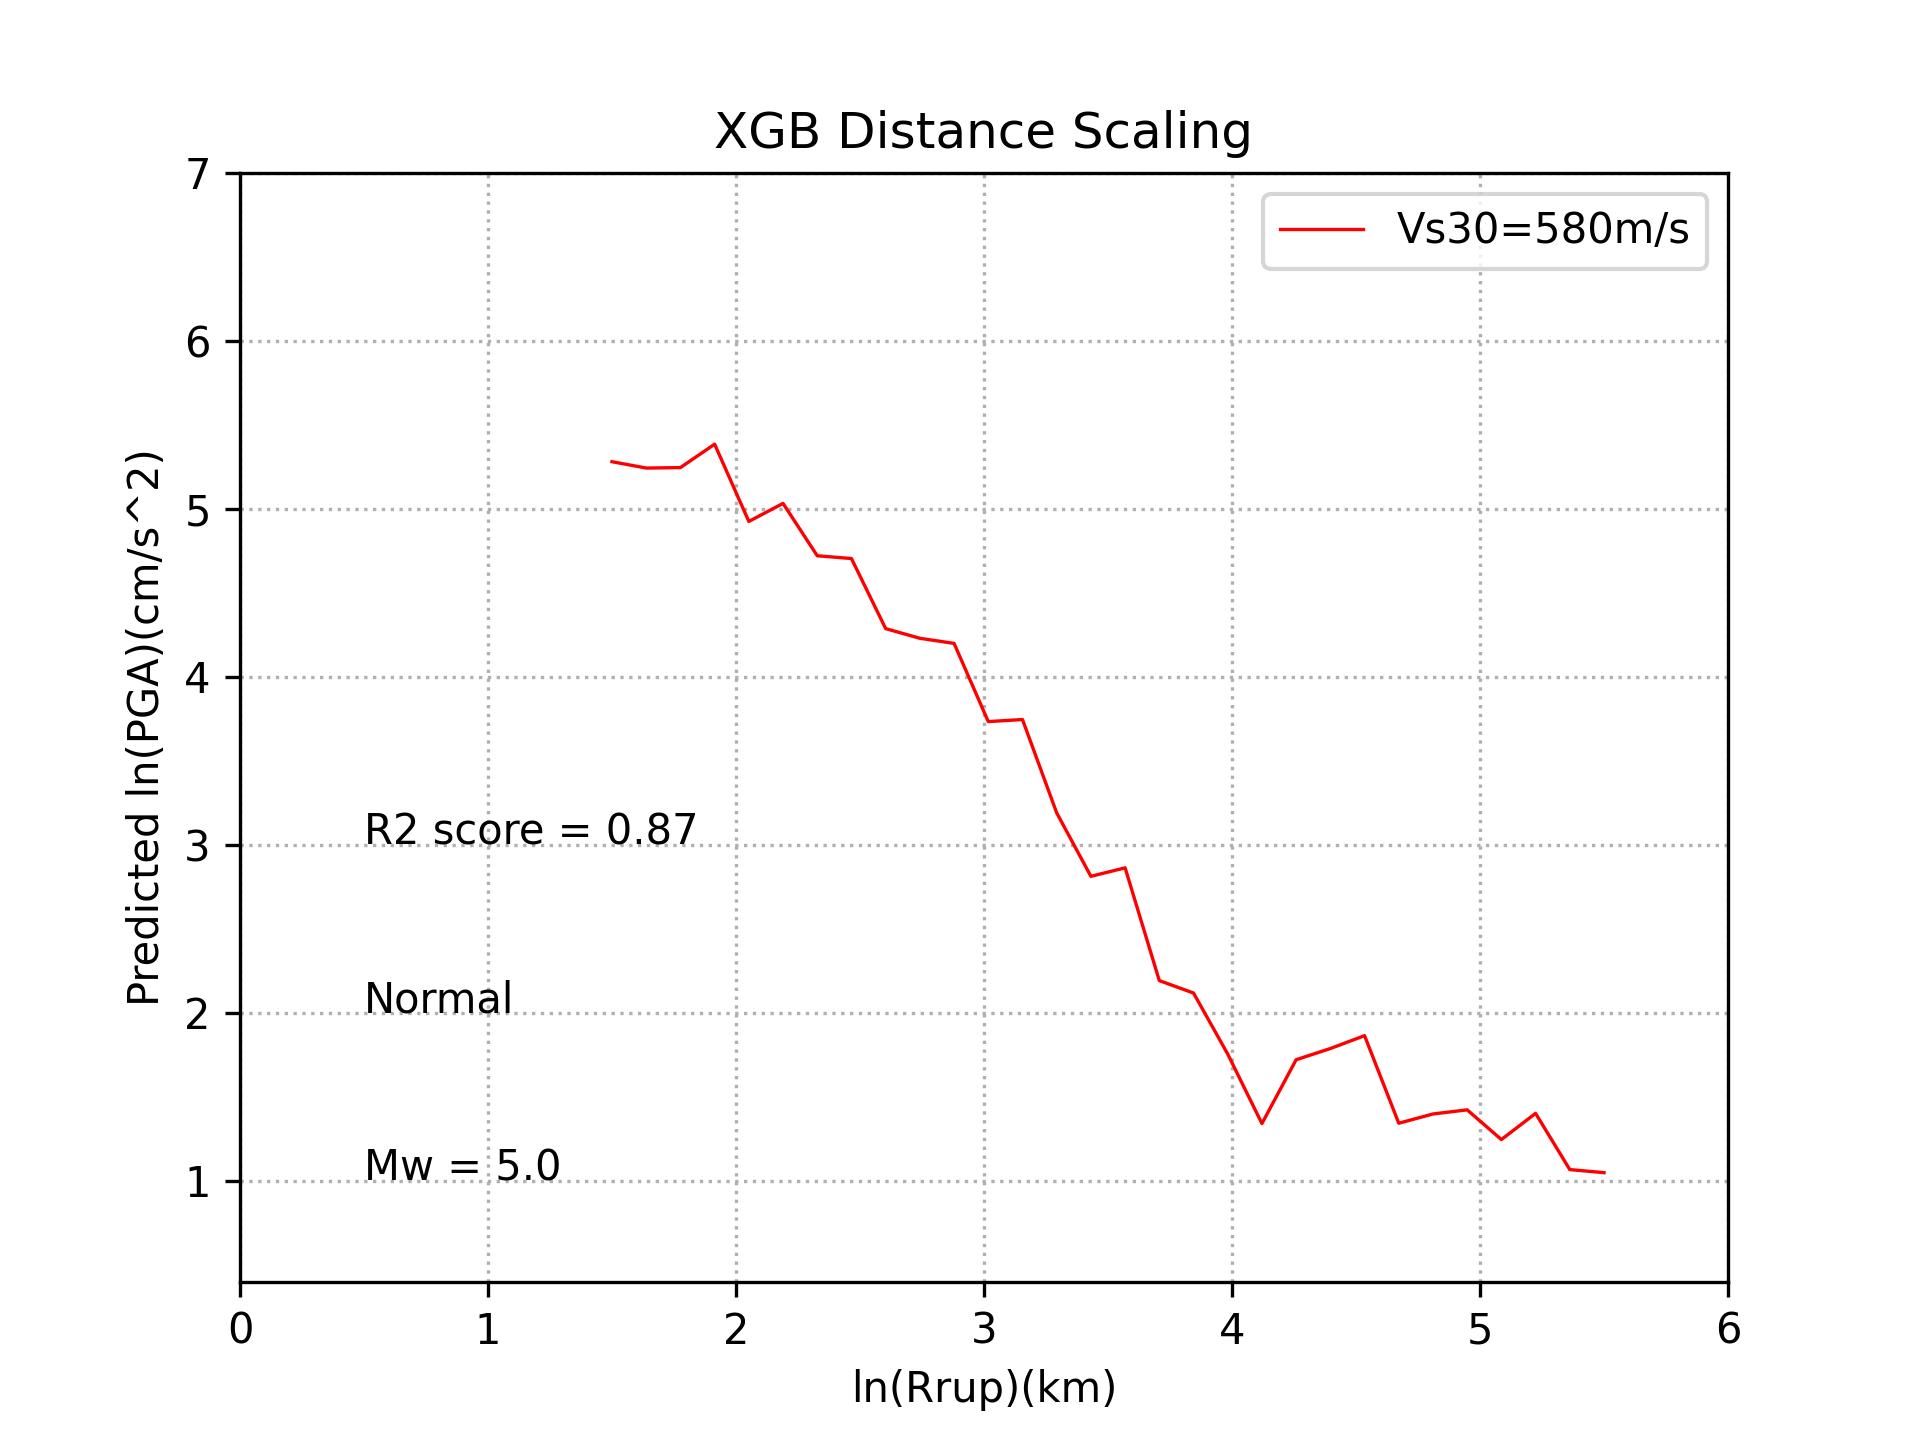 XGB Distance Scaling
Vs30=580m/s
7
6
5
4
3
2
1
Predicted ln(PGA)(cm/s^2)
R2 score = 0.87
Normal
Mw = 5.0
0 1 2 3 4 5 6
ln(Rrup)(km)